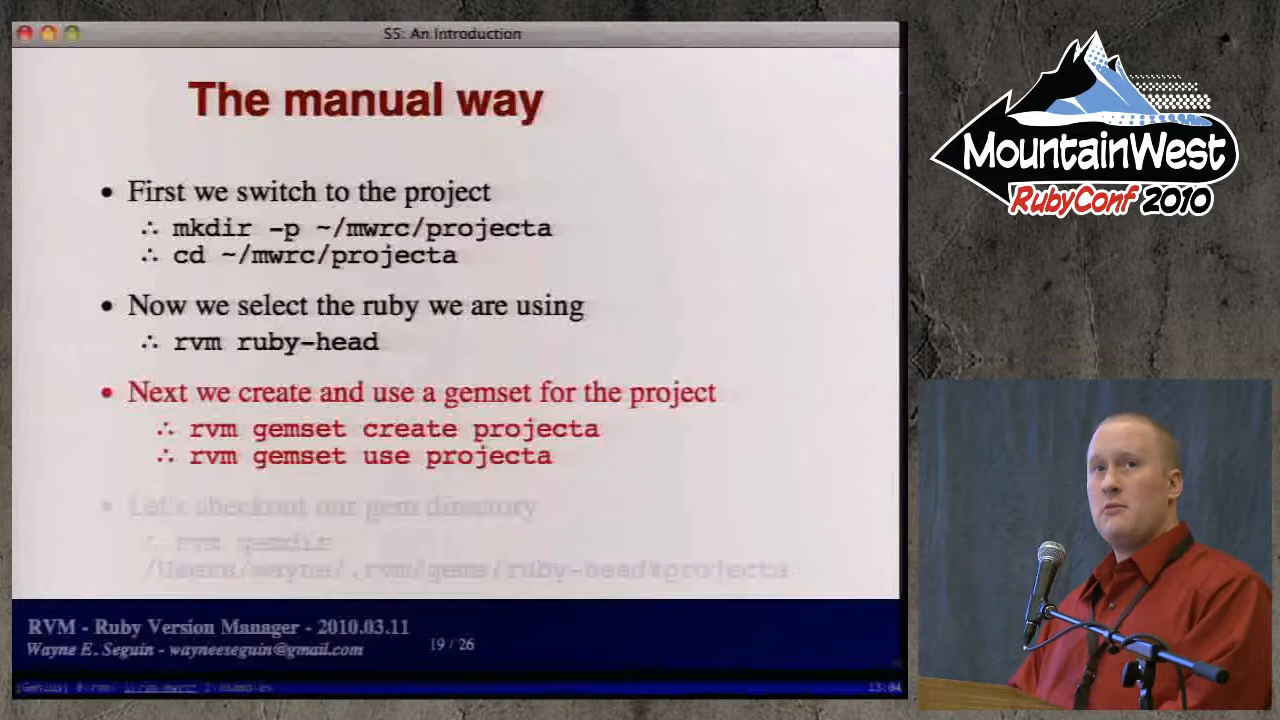 S5: An Introduction
The manual way
• First we switch to the project
∴ mkdir -p ~/mwrc/projecta
∴ cd ~/mwrc/projecta
• Now we select the ruby we are using
∴ rvm ruby-head
• Next we create and use a gemset for the project
∴ rvm gemset create projecta
∴ rvm gemset use projecta
• Let's checkout our gem directory
∴ rvm gemdir
/Users/wayne/.rvm/gems/ruby-head%projecta
RVM - Ruby Version Manager - 2010.03.11
Wayne E. Seguin - wayneeseguin@gmail.com
19 / 26
13:04
MountainWest
RubyConf 2010